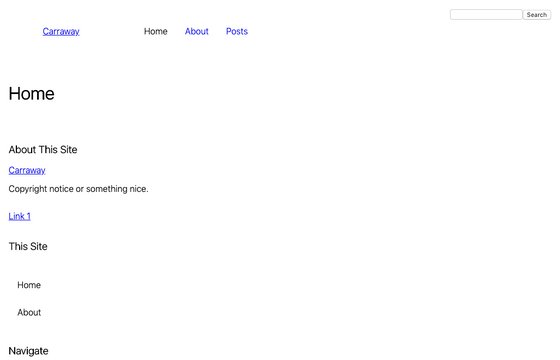 Search
Carraway Home About Posts
Home
About This Site
Carraway
Copyright notice or something nice.
Link 1
This Site
Home
About
Navigate